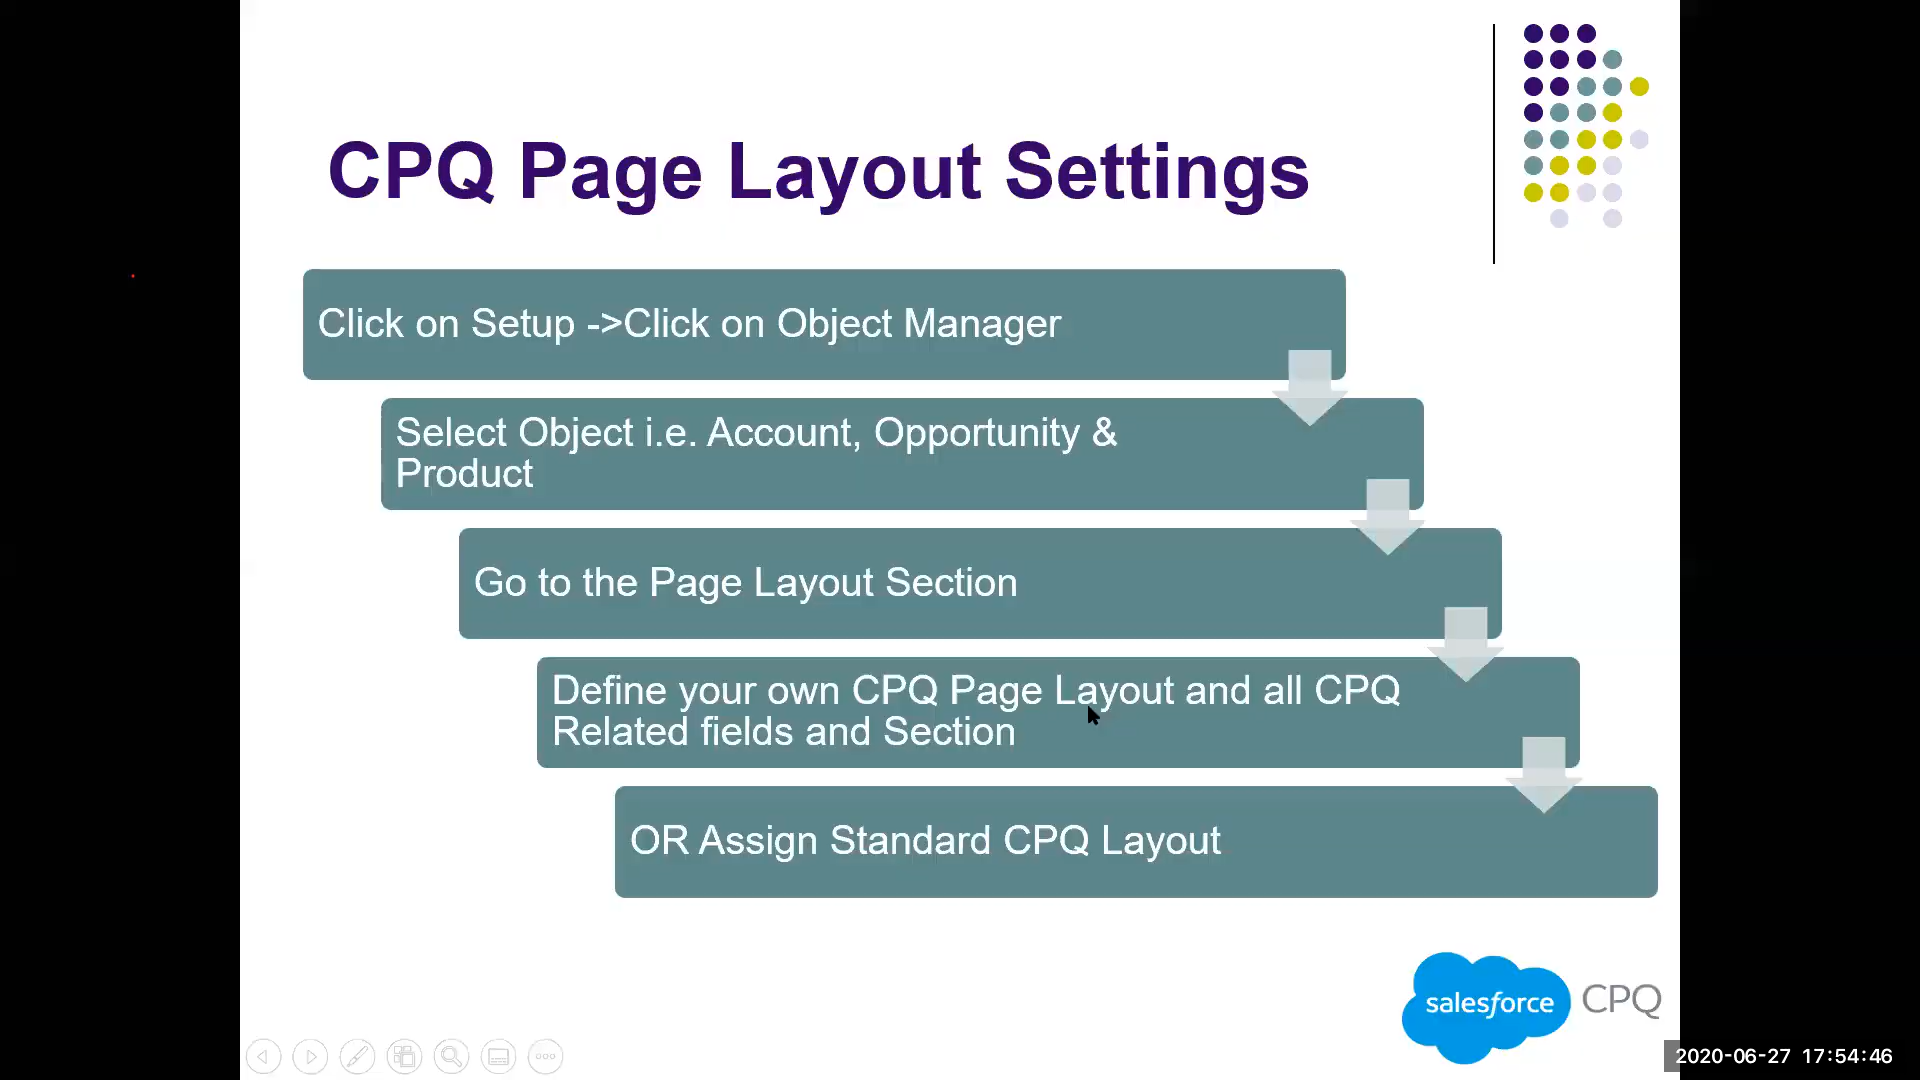 CPQ Page Layout Settings
Click on Setup ->Click on Object Manager
Select Object i.e. Account, Opportunity &
Product
Go to the Page Layout Section
Define your own CPQ Page Layout and all CPQ
Related fields and Section
OR Assign Standard CPQ Layout
salesforce CPQ
2020-06-27 17:54:46